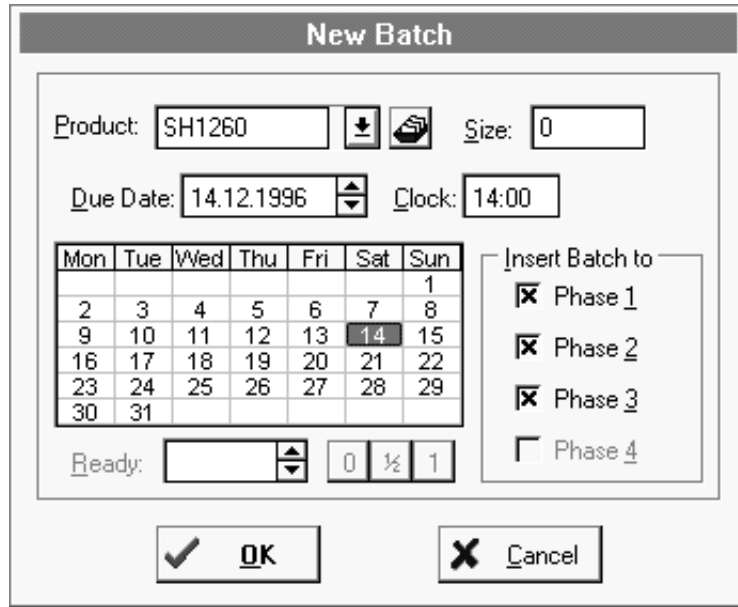 New Batch
Product: SH1260 Size: 0
Due Date: 14.12.1996 Clock: 14:00
Mon Tue Wed Thu Fri Sat Sun
1
2 3 4 5 6 7 8
9 10 11 12 13 14 15
16 17 18 19 20 21 22
23 24 25 26 27 28 29
30 31
Insert Batch to
Phase 1
Phase 2
Phase 3
Phase 4
Ready: 0 ½ 1
OK Cancel